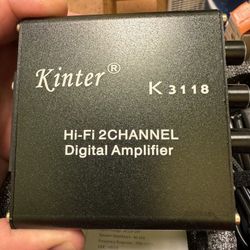 Kinter®
K 3118
Hi-Fi 2CHANNEL
Digital Amplifier